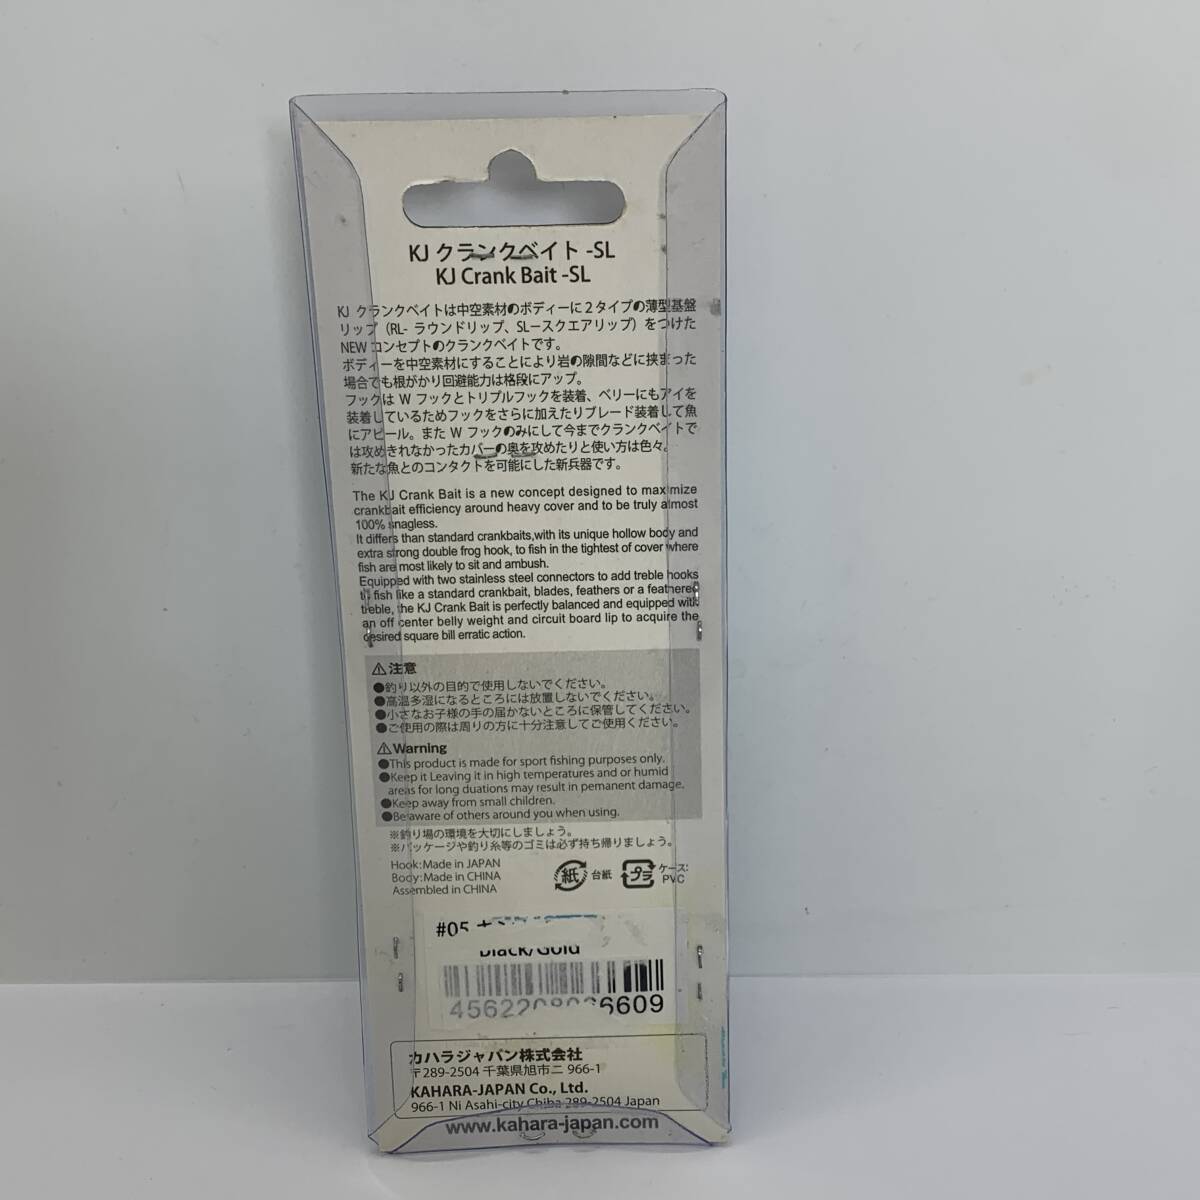 KJ クランクベイト -SL
KJ Crank Bait -SL
KJ クランクベイトは中空素材のボディーに２タイプの薄型基盤
リップ（RL- ラウンドリップ、SL－スクエアリップ）をつけた
NEW コンセプトのクランクベイトです。
ボディーを中空素材にすることにより岩の隙間などに挟まった
場合でも根がかり回避能力は格段にアップ。
フックは W フックとトリプルフックを装着、ベリーにもアイを
装着しているためフックをさらに加えたりブレード装着して魚
にアピール。また W フックのみにして今までクランクベイトで
は攻めきれなかったカバーの奥を攻めたりと使い方は色々。
新たな魚とのコンタクトを可能にした新兵器です。
The KJ Crank Bait is a new concept designed to maximize
crankbait efficiency around heavy cover and to be truly almost
100% snagless.
It differs than standard crankbaits,with its unique hollow body and
extra strong double frog hook, to fish in the tightest of cover where
fish are most likely to sit and ambush.
Equipped with two stainless steel connectors to add treble hooks
to fish like a standard crankbait, blades, feathers or a feathered
treble, the KJ Crank Bait is perfectly balanced and equipped with
an off center belly weight and circuit board lip to acquire the
desired square bill erratic action.
⚠注意
●釣り以外の目的で使用しないでください。
●高温多湿になるところには放置しないでください。
●小さなお子様の手の届かないところに保管してください。
●ご使用の際は周りの方に十分注意してご使用ください。
⚠Warning
●This product is made for sport fishing purposes only.
●Keep it Leaving it in high temperatures and or humid
areas for long duations may result in pemanent damage.
●Keep away from small children.
●Be aware of others around you when using.
※釣り場の環境を大切にしましょう。
※パッケージや釣り糸等のゴミは必ず持ち帰りましょう。
Hook:Made in JAPAN
Body:Made in CHINA
Assembled in CHINA
紙 台紙 プラ ケース:
PVC
#05
Black/Gold
カハラジャパン株式会社
〒289-2504 千葉県旭市ニ 966-1
KAHARA-JAPAN Co., Ltd.
966-1 Ni Asahi-city Chiba 289-2504 Japan
www.kahara-japan.com